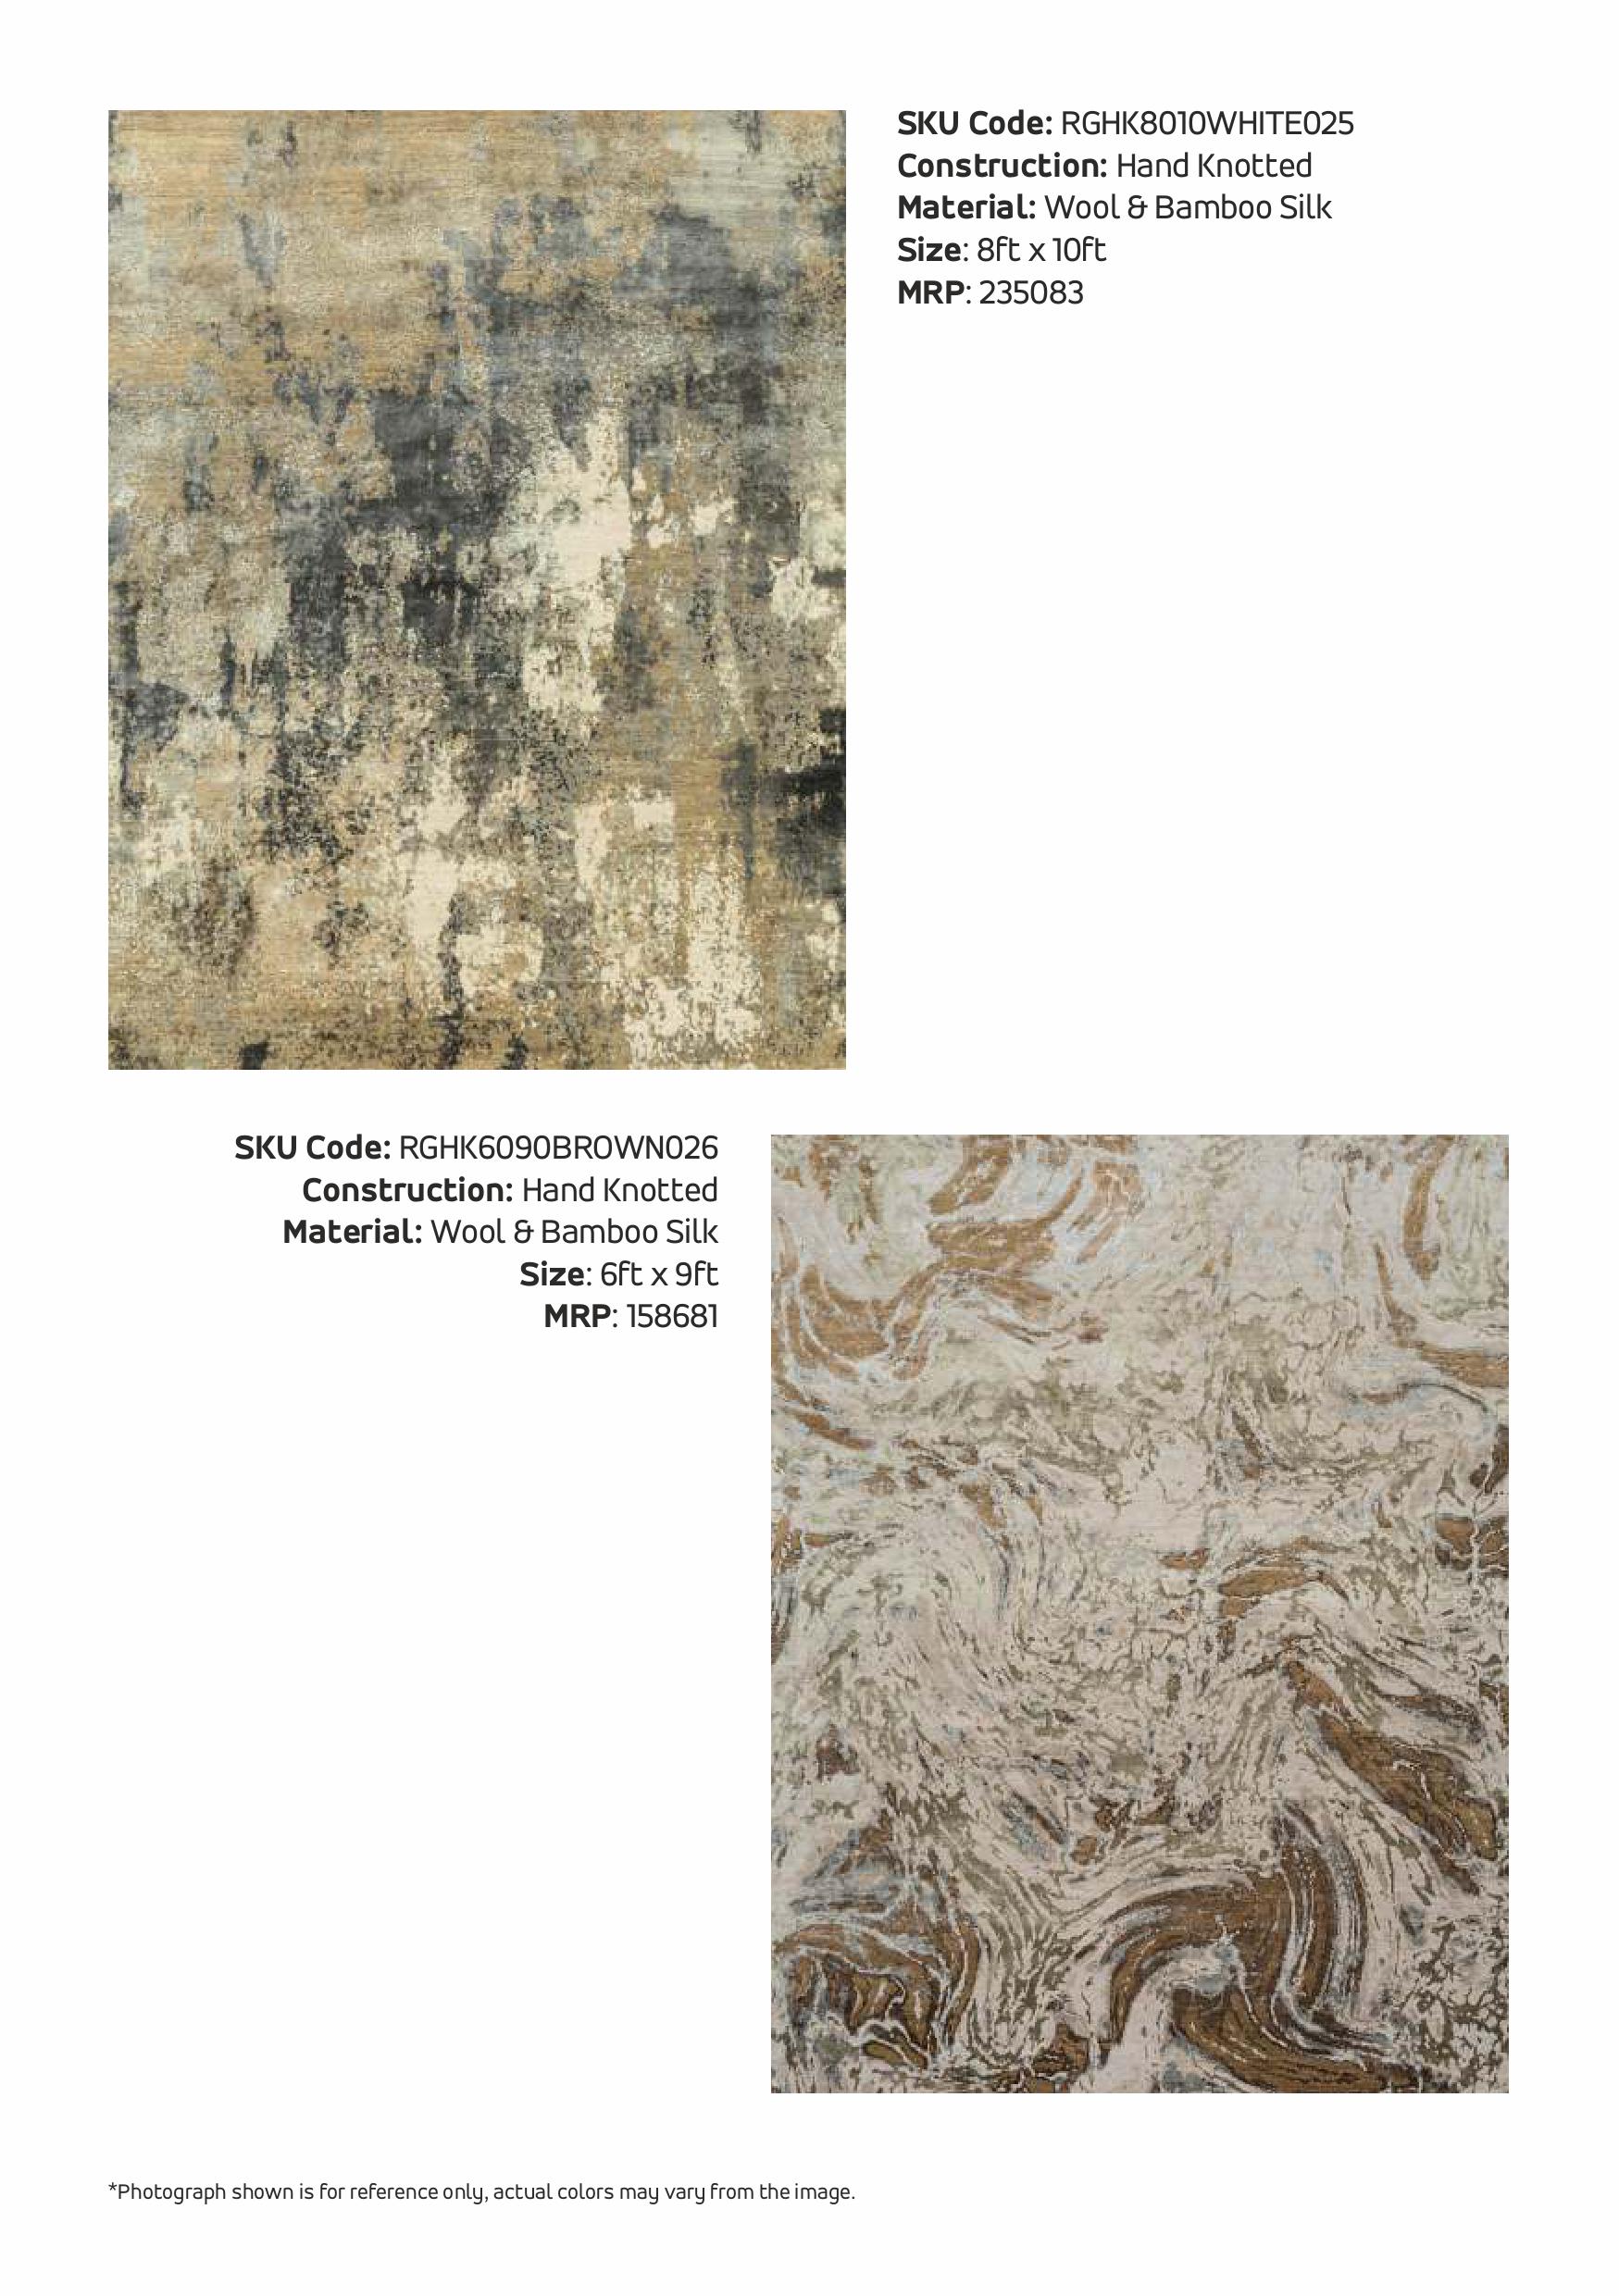 SKU Code: RGHK8010WHITE025
Construction: Hand Knotted
Material: Wool & Bamboo Silk
Size: 8ft x 10ft
MRP: 235083
SKU Code: RGHK6090BROWN026
Construction: Hand Knotted
Material: Wool & Bamboo Silk
Size: 6ft x 9ft
MRP: 158681
*Photograph shown is for reference only, actual colors may vary from the image.